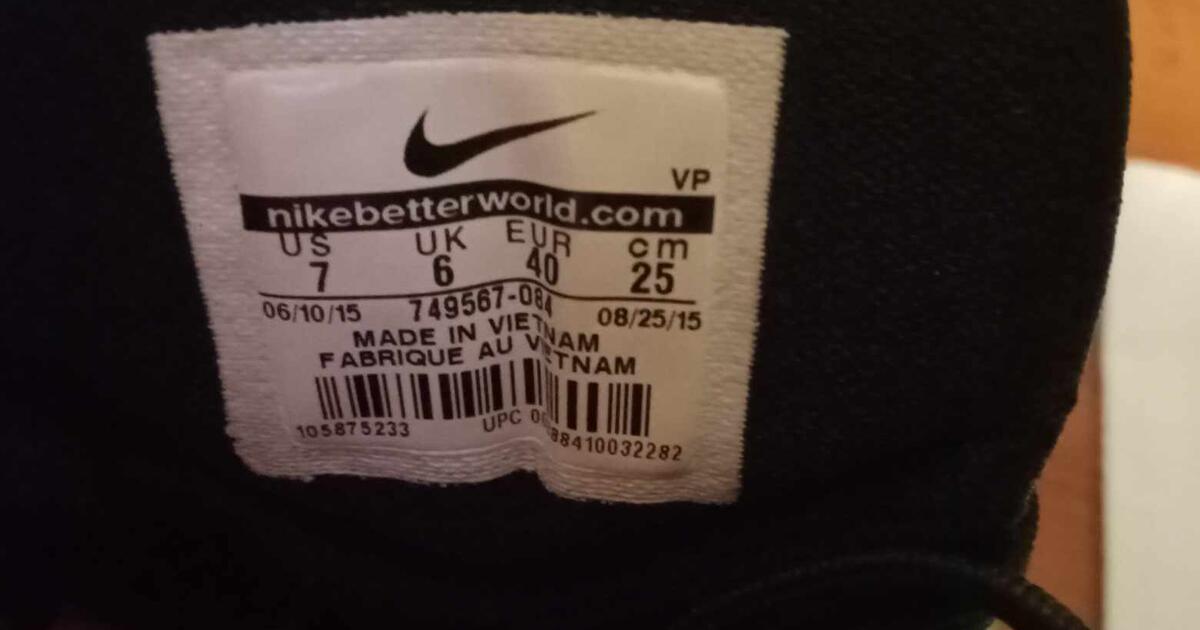 VP
nikebetterworld.com
US UK EUR cm
7 6 40 25
06/10/15 749567-084 08/25/15
MADE IN VIETNAM
FABRIQUE AU VIETNAM
105875233 UPC